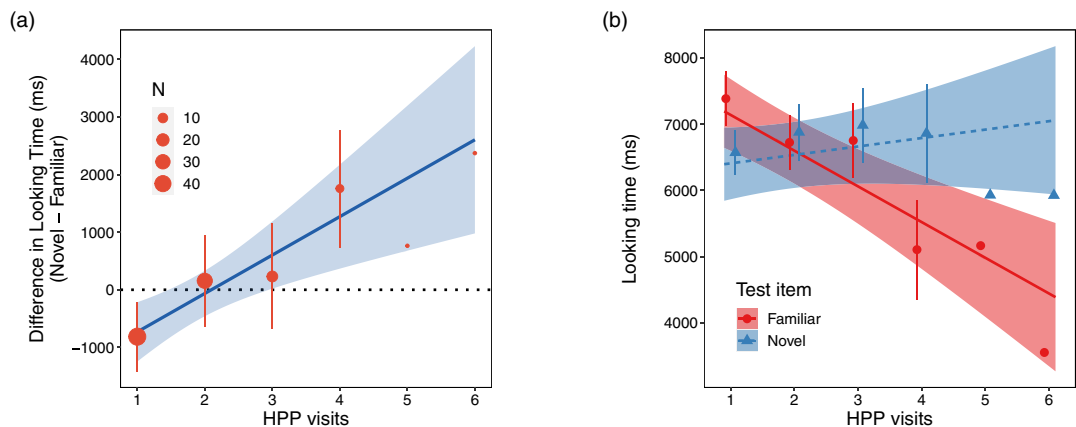 (a)
Difference in Looking Time (ms)
(Novel − Familiar)
4000
3000
2000
1000
0
−1000
N
10
20
30
40
1
2
3
4
5
6
HPP visits
(b)
Looking time (ms)
8000
7000
6000
5000
4000
Test item
Familiar
Novel
1
2
3
4
5
6
HPP visits